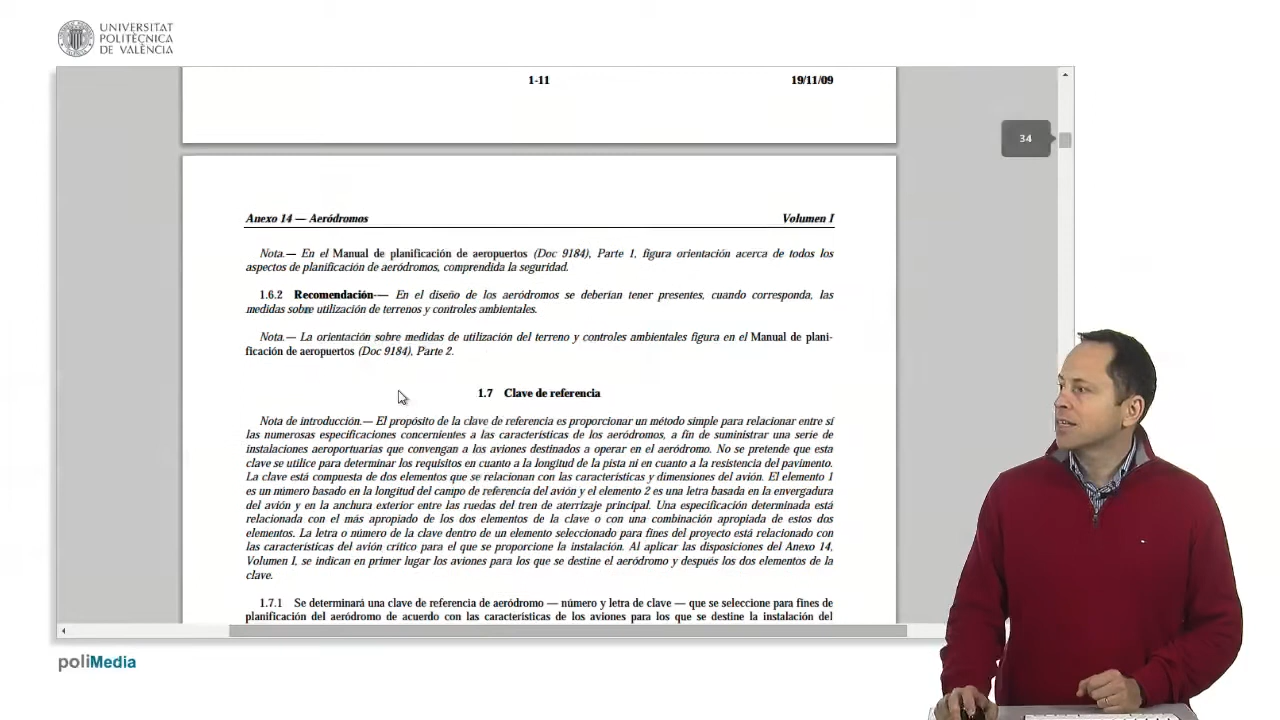 UNIVERSITAT
POLITÈCNICA
DE VALÈNCIA
1-11 19/11/09
34
Anexo 14 — Aeródromos Volumen I
Nota.— En el Manual de planificación de aeropuertos (Doc 9184), Parte 1, figura orientación acerca de todos los
aspectos de planificación de aeródromos, comprendida la seguridad.
1.6.2 Recomendación.— En el diseño de los aeródromos se deberían tener presentes, cuando corresponda, las
medidas sobre utilización de terrenos y controles ambientales.
Nota.— La orientación sobre medidas de utilización del terreno y controles ambientales figura en el Manual de plani-
ficación de aeropuertos (Doc 9184), Parte 2.
1.7 Clave de referencia
Nota de introducción.— El propósito de la clave de referencia es proporcionar un método simple para relacionar entre sí
las numerosas especificaciones concernientes a las características de los aeródromos, a fin de suministrar una serie de
instalaciones aeroportuarias que convengan a los aviones destinados a operar en el aeródromo. No se pretende que esta
clave se utilice para determinar los requisitos en cuanto a la longitud de la pista ni en cuanto a la resistencia del pavimento.
La clave está compuesta de dos elementos que se relacionan con las características y dimensiones del avión. El elemento 1
es un número basado en la longitud del campo de referencia del avión y el elemento 2 es una letra basada en la envergadura
del avión y en la anchura exterior entre las ruedas del tren de aterrizaje principal. Una especificación determinada está
relacionada con el más apropiado de los dos elementos de la clave o con una combinación apropiada de estos dos
elementos. La letra o número de la clave dentro de un elemento seleccionado para fines del proyecto está relacionado con
las características del avión crítico para el que se proporcione la instalación. Al aplicar las disposiciones del Anexo 14,
Volumen I, se indican en primer lugar los aviones para los que se destine el aeródromo y después los dos elementos de la
clave.
1.7.1 Se determinará una clave de referencia de aeródromo — número y letra de clave — que se seleccione para fines de
planificación del aeródromo de acuerdo con las características de los aviones para los que se destine la instalación del
poliMedia